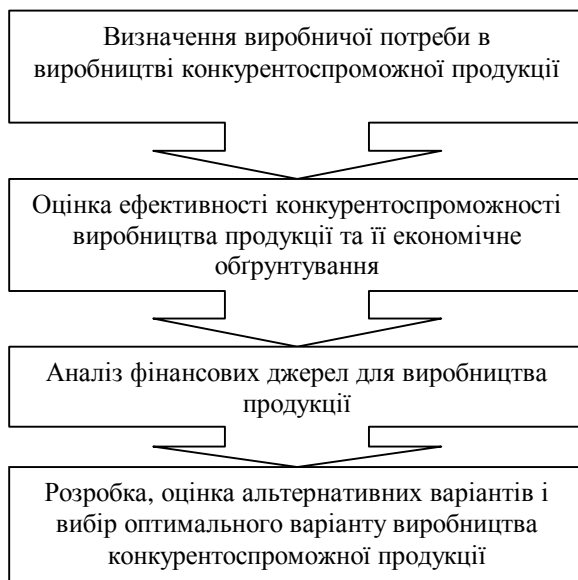 Визначення виробничої потреби в
виробництві конкурентоспроможної продукції
Оцінка ефективності конкурентоспроможності
виробництва продукції та її економічне
обґрунтування
Аналіз фінансових джерел для виробництва
продукції
Розробка, оцінка альтернативних варіантів і
вибір оптимального варіанту виробництва
конкурентоспроможної продукції